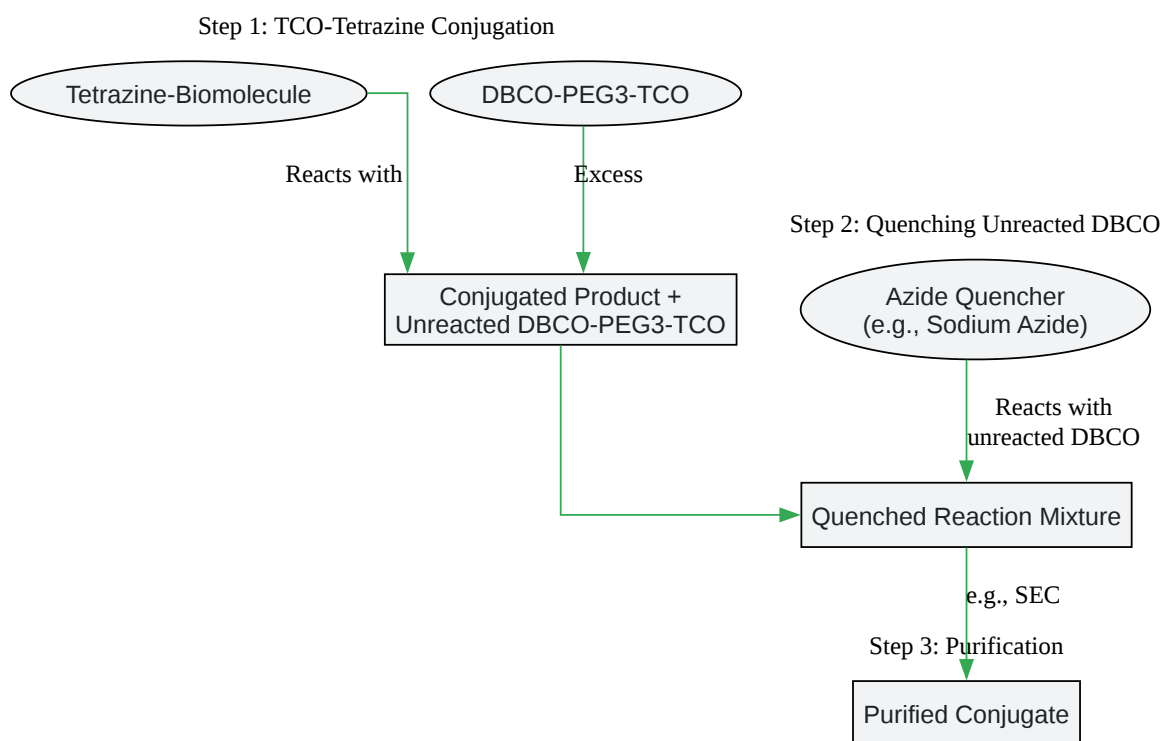 Step 1: TCO-Tetrazine Conjugation
Tetrazine-Biomolecule
DBCO-PEG3-TCO
Reacts with
Excess
Step 2: Quenching Unreacted DBCO
Conjugated Product +
Unreacted DBCO-PEG3-TCO
Azide Quencher
(e.g., Sodium Azide)
Reacts with
unreacted DBCO
Quenched Reaction Mixture
e.g., SEC
Step 3: Purification
Purified Conjugate